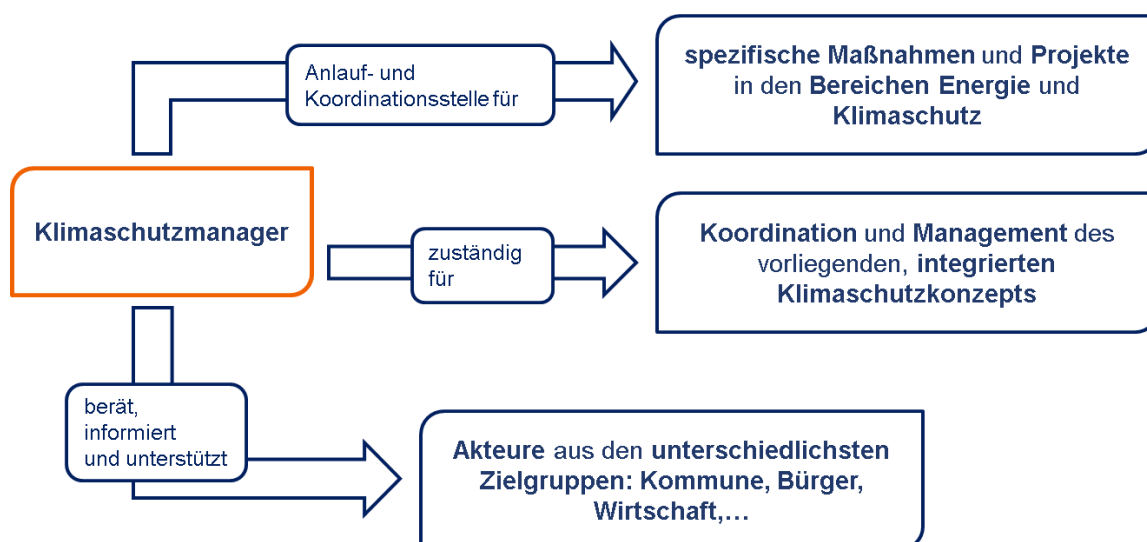 Anlauf- und
Koordinationsstelle für
spezifische Maßnahmen und Projekte
in den Bereichen Energie und
Klimaschutz
Klimaschutzmanager
zuständig
für
Koordination und Management des
vorliegenden, integrierten
Klimaschutzkonzepts
berät,
informiert
und unterstützt
Akteure aus den unterschiedlichsten
Zielgruppen: Kommune, Bürger,
Wirtschaft,…